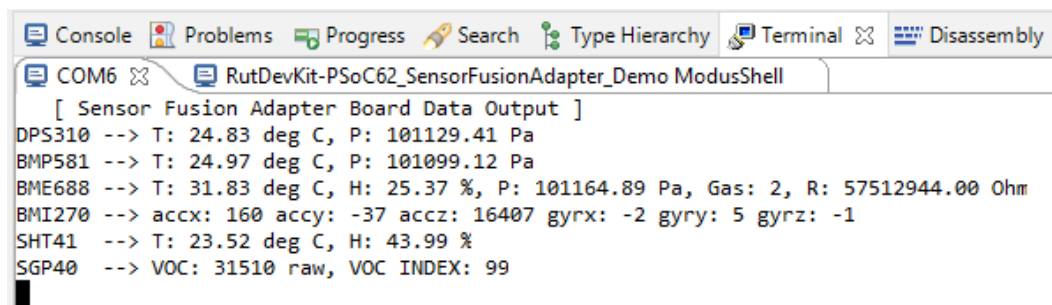 Console Problems Progress Search Type Hierarchy Terminal Disassembly
COM6 RutDevKit-PSoC62_SensorFusionAdapter_Demo ModusShell
[ Sensor Fusion Adapter Board Data Output ]
DPS310 --> T: 24.83 deg C, P: 101129.41 Pa
BMP581 --> T: 24.97 deg C, P: 101099.12 Pa
BME688 --> T: 31.83 deg C, H: 25.37 %, P: 101164.89 Pa, Gas: 2, R: 57512944.00 Ohm
BMI270 --> accx: 160 accy: -37 accz: 16407 gyrx: -2 gyry: 5 gyrz: -1
SHT41  --> T: 23.52 deg C, H: 43.99 %
SGP40  --> VOC: 31510 raw, VOC INDEX: 99